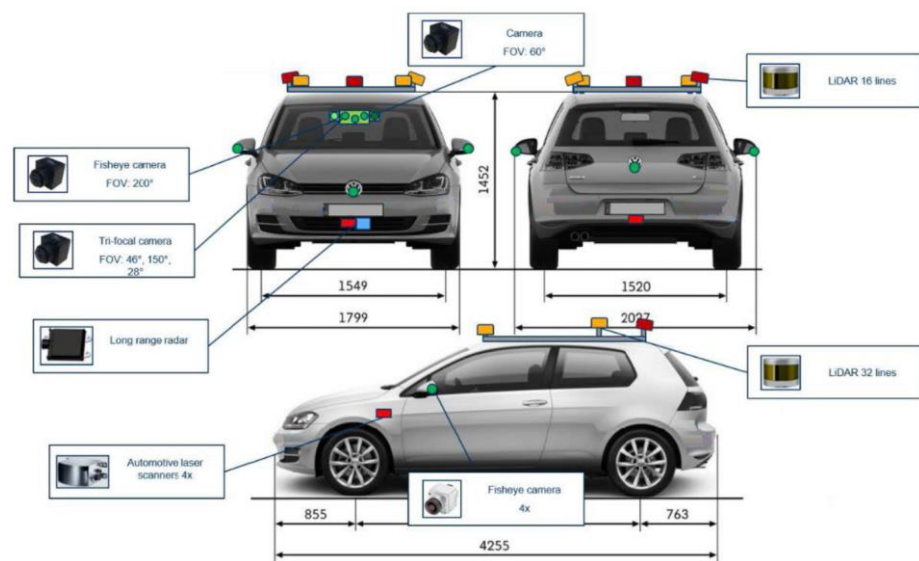 Camera
FOV: 60°
LiDAR 16 lines
Fisheye camera
FOV: 200°
1452
Tri-focal camera
FOV: 46°, 150°,
28°
1549
1520
1799
2027
Long range radar
LiDAR 32 lines
Automotive laser
scanners 4x
Fisheye camera
4x
855
763
4255